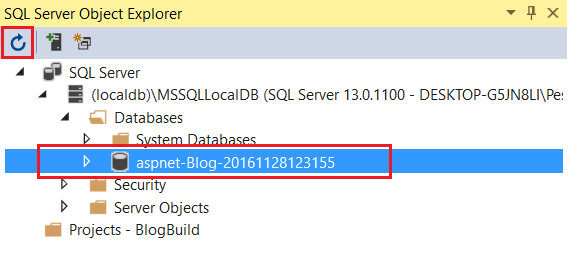 SQL Server Object Explorer
SQL Server
(localdb)\MSSQLLocalDB (SQL Server 13.0.1100 - DESKTOP-G5JN8LI\Pes
Databases
System Databases
aspnet-Blog-20161128123155
Security
Server Objects
Projects - BlogBuild